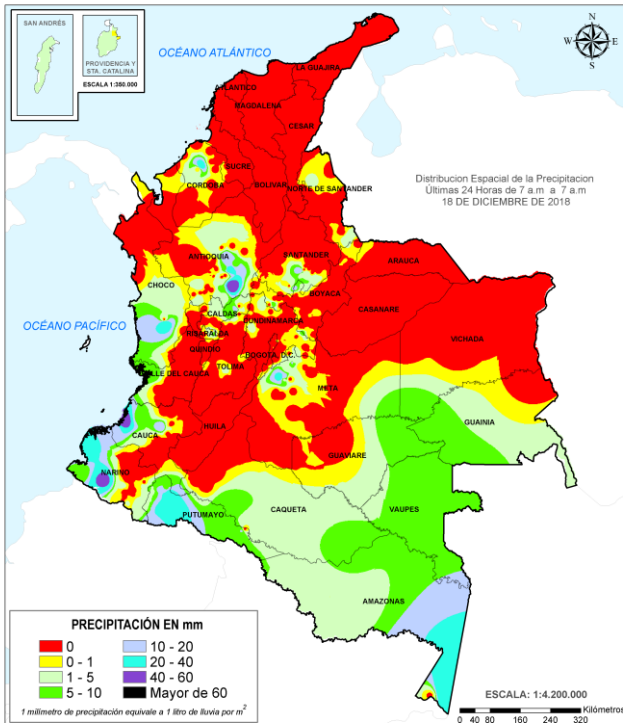 SAN ANDRÉS
PROVIDENCIA Y
STA. CATALINA
ESCALA 1:350.000
OCÉANO ATLÁNTICO
N
W
E
S
LA GUAJIRA
ATLANTICO
MAGDALENA
CESAR
SUCRE
CORDOBA
BOLIVAR
NORTE DE SANTANDER
Distribucion Espacial de la Precipitacion
Últimas 24 Horas de 7 a.m a 7 a.m
18 DE DICIEMBRE DE 2018
ANTIOQUIA
SANTANDER
ARAUCA
CHOCO
BOYACA
CALDAS
CASANARE
OCÉANO PACÍFICO
CUNDINAMARCA
RISARALDA
VICHADA
QUINDIO
BOGOTA, D.C.
TOLIMA
VALLE DEL CAUCA
META
GUAINIA
CAUCA
HUILA
GUAVIARE
NARIÑO
CAQUETA
VAUPES
PUTUMAYO
AMAZONAS
PRECIPITACIÓN EN mm
0
10 - 20
0 - 1
20 - 40
1 - 5
40 - 60
5 - 10
Mayor de 60
1 milimetro de precipitación equivale a 1 litro de lluvia por m²
ESCALA: 1:4.200.000
Kilómetros
0 40 80 160 240 320